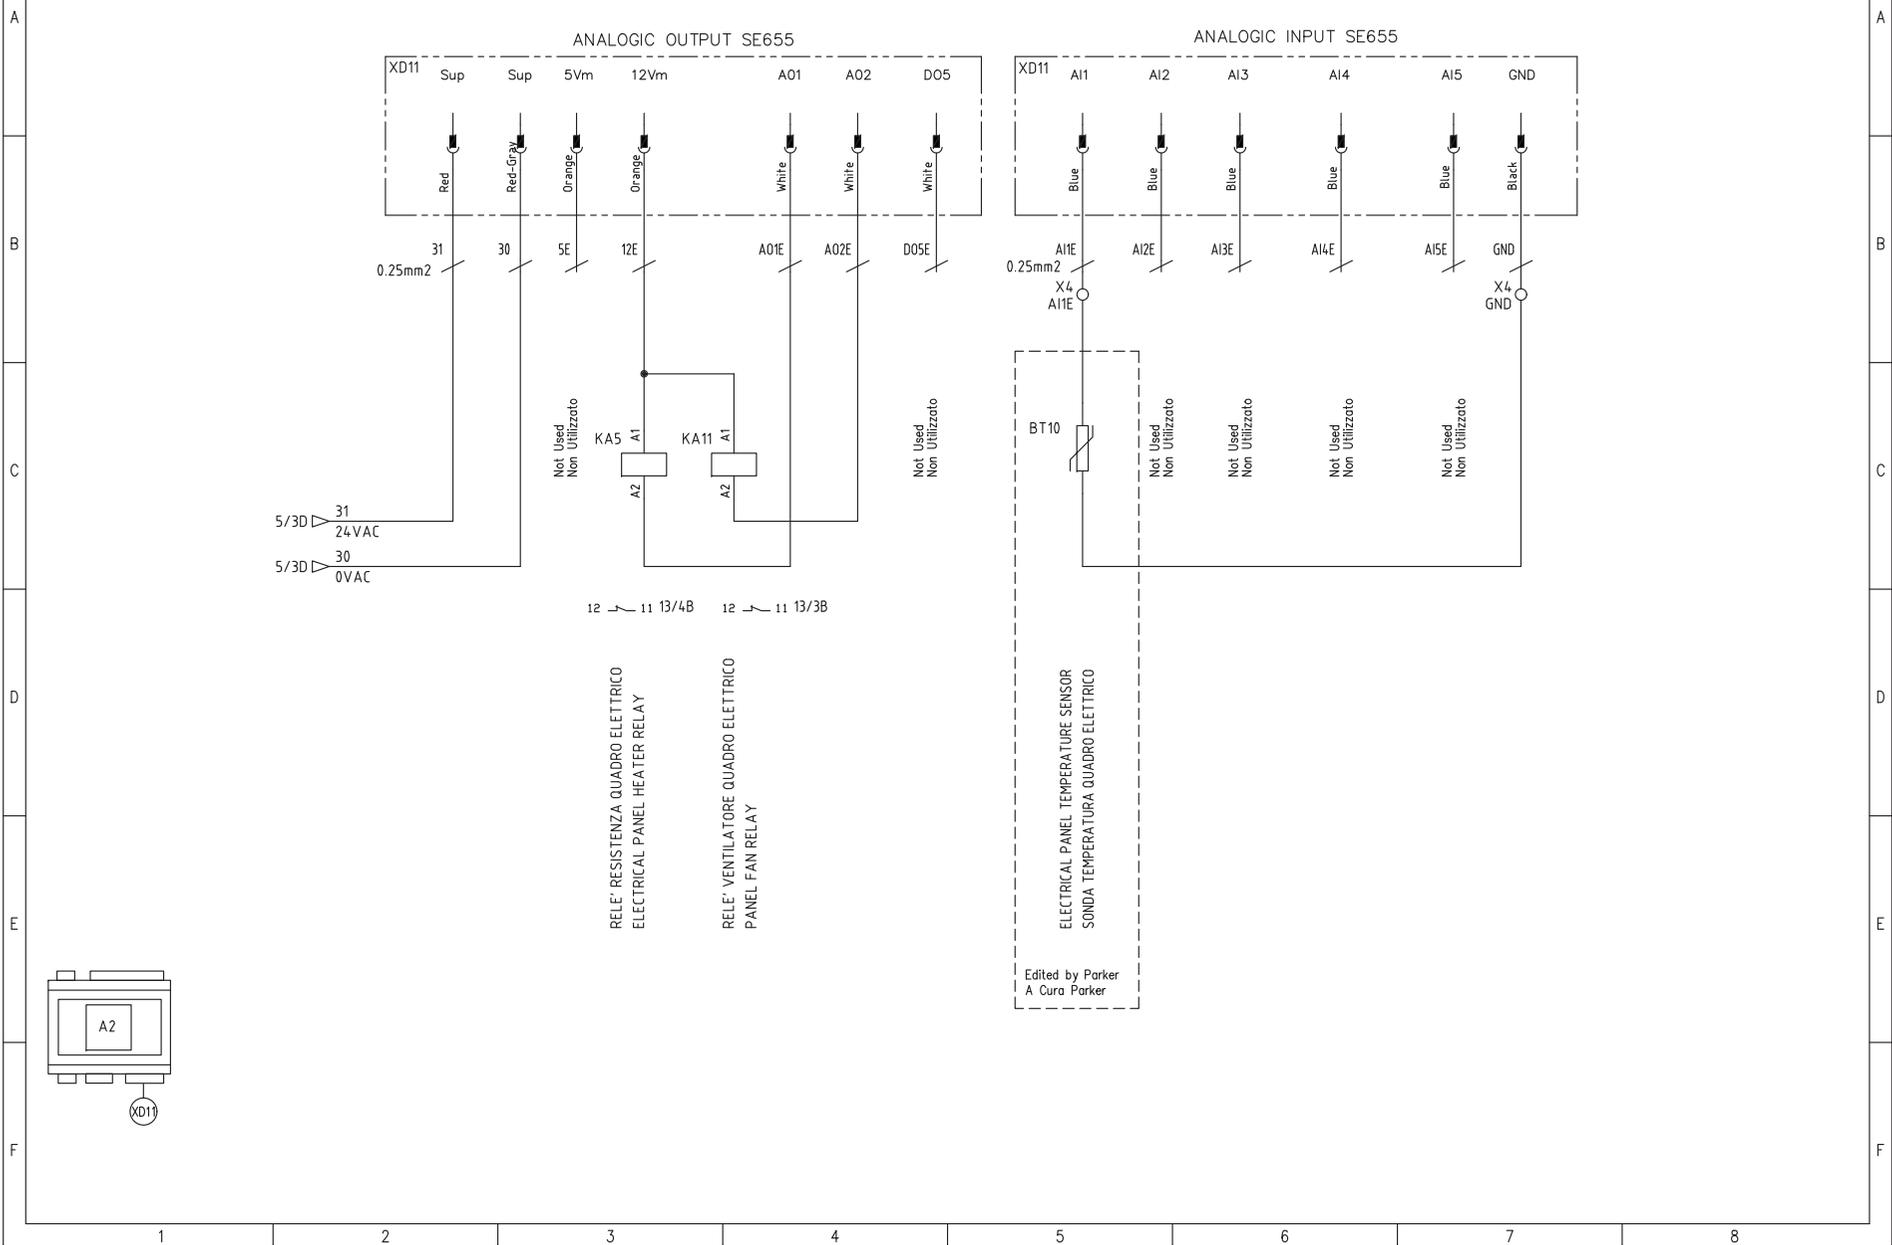 A
A
ANALOGIC OUTPUT SE655
ANALOGIC INPUT SE655
XD11
Sup
Sup
5Vm
12Vm
AO1
AO2
DO5
XD11
AI1
AI2
AI3
AI4
AI5
GND
Red
Red-Gray
Orange
Orange
White
White
White
Blue
Blue
Blue
Blue
Blue
Black
B
B
31
30
5E
12E
AO1E
AO2E
DO5E
0.25mm2
AI1E
AI2E
AI3E
AI4E
AI5E
GND
0.25mm2
X4
AI1E
X4
GND
C
C
Not Used
Non Utilizzato
KA5
A1
A2
KA11
A1
A2
Not Used
Non Utilizzato
BT10
Not Used
Non Utilizzato
Not Used
Non Utilizzato
Not Used
Non Utilizzato
Not Used
Non Utilizzato
5/3D
31
24VAC
5/3D
30
0VAC
12
11
13/4B
12
11
13/3B
D
D
RELE' RESISTENZA QUADRO ELETTRICO
ELECTRICAL PANEL HEATER RELAY
RELE' VENTILATORE QUADRO ELETTRICO
PANEL FAN RELAY
ELECTRICAL PANEL TEMPERATURE SENSOR
SONDA TEMPERATURA QUADRO ELETTRICO
E
E
Edited by Parker
A Cura Parker
A2
XD11
F
F
1
2
3
4
5
6
7
8